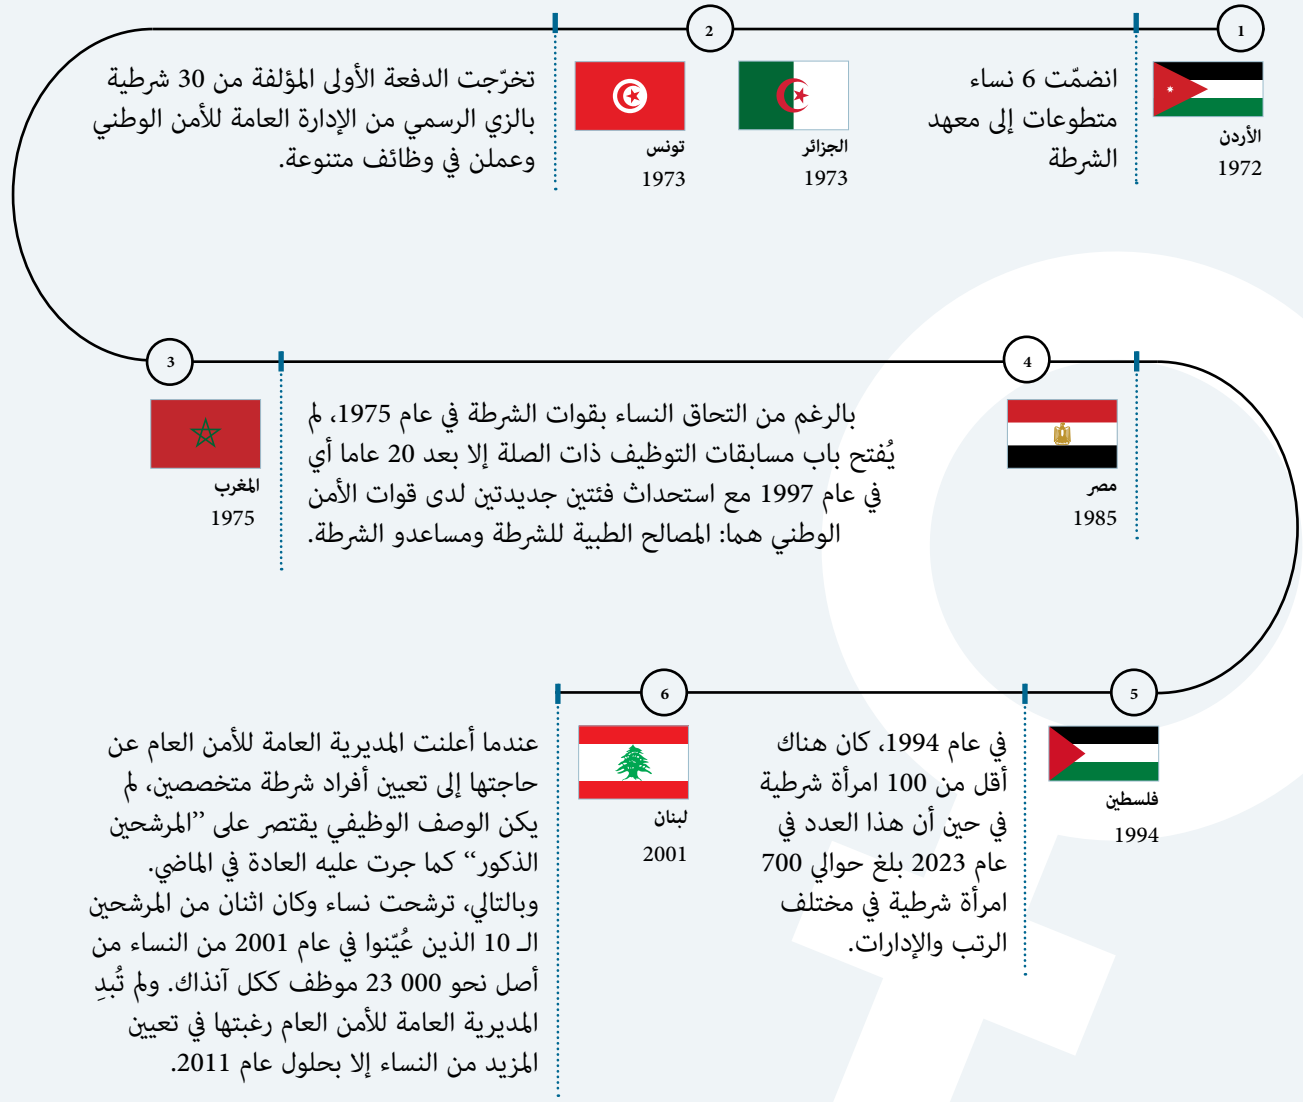 1
الأردن
1972
انضمّت 6 نساء
متطوعات إلى معهد
الشرطة
2
الجزائر
1973
تونس
1973
تخرّجت الدفعة الأولى المؤلفة من 30 شرطية
بالزي الرسمي من الإدارة العامة للأمن الوطني
وعملن في وظائف متنوعة.
3
المغرب
1975
بالرغم من التحاق النساء بقوات الشرطة في عام 1975، لم
يُفتح باب مسابقات التوظيف ذات الصلة إلا بعد 20 عاما أي
في عام 1997 مع استحداث فئتين جديدتين لدى قوات الأمن
الوطني هما: المصالح الطبية للشرطة ومساعدو الشرطة.
4
مصر
1985
5
فلسطين
1994
في عام 1994، كان هناك
أقل من 100 امرأة شرطية
في حين أن هذا العدد في
عام 2023 بلغ حوالي 700
امرأة شرطية في مختلف
الرتب والإدارات.
6
لبنان
2001
عندما أعلنت المديرية العامة للأمن العام عن
حاجتها إلى تعيين أفراد شرطة متخصصين، لم
يكن الوصف الوظيفي يقتصر على ”المرشحين
الذكور“ كما جرت عليه العادة في الماضي.
وبالتالي، ترشحت نساء وكان اثنان من المرشحين
الـ 10 الذين عُيّنوا في عام 2001 من النساء من
أصل نحو 000 23 موظف ككل آنذاك. ولم تُبدِ
المديرية العامة للأمن العام رغبتها في تعيين
المزيد من النساء إلا بحلول عام 2011.